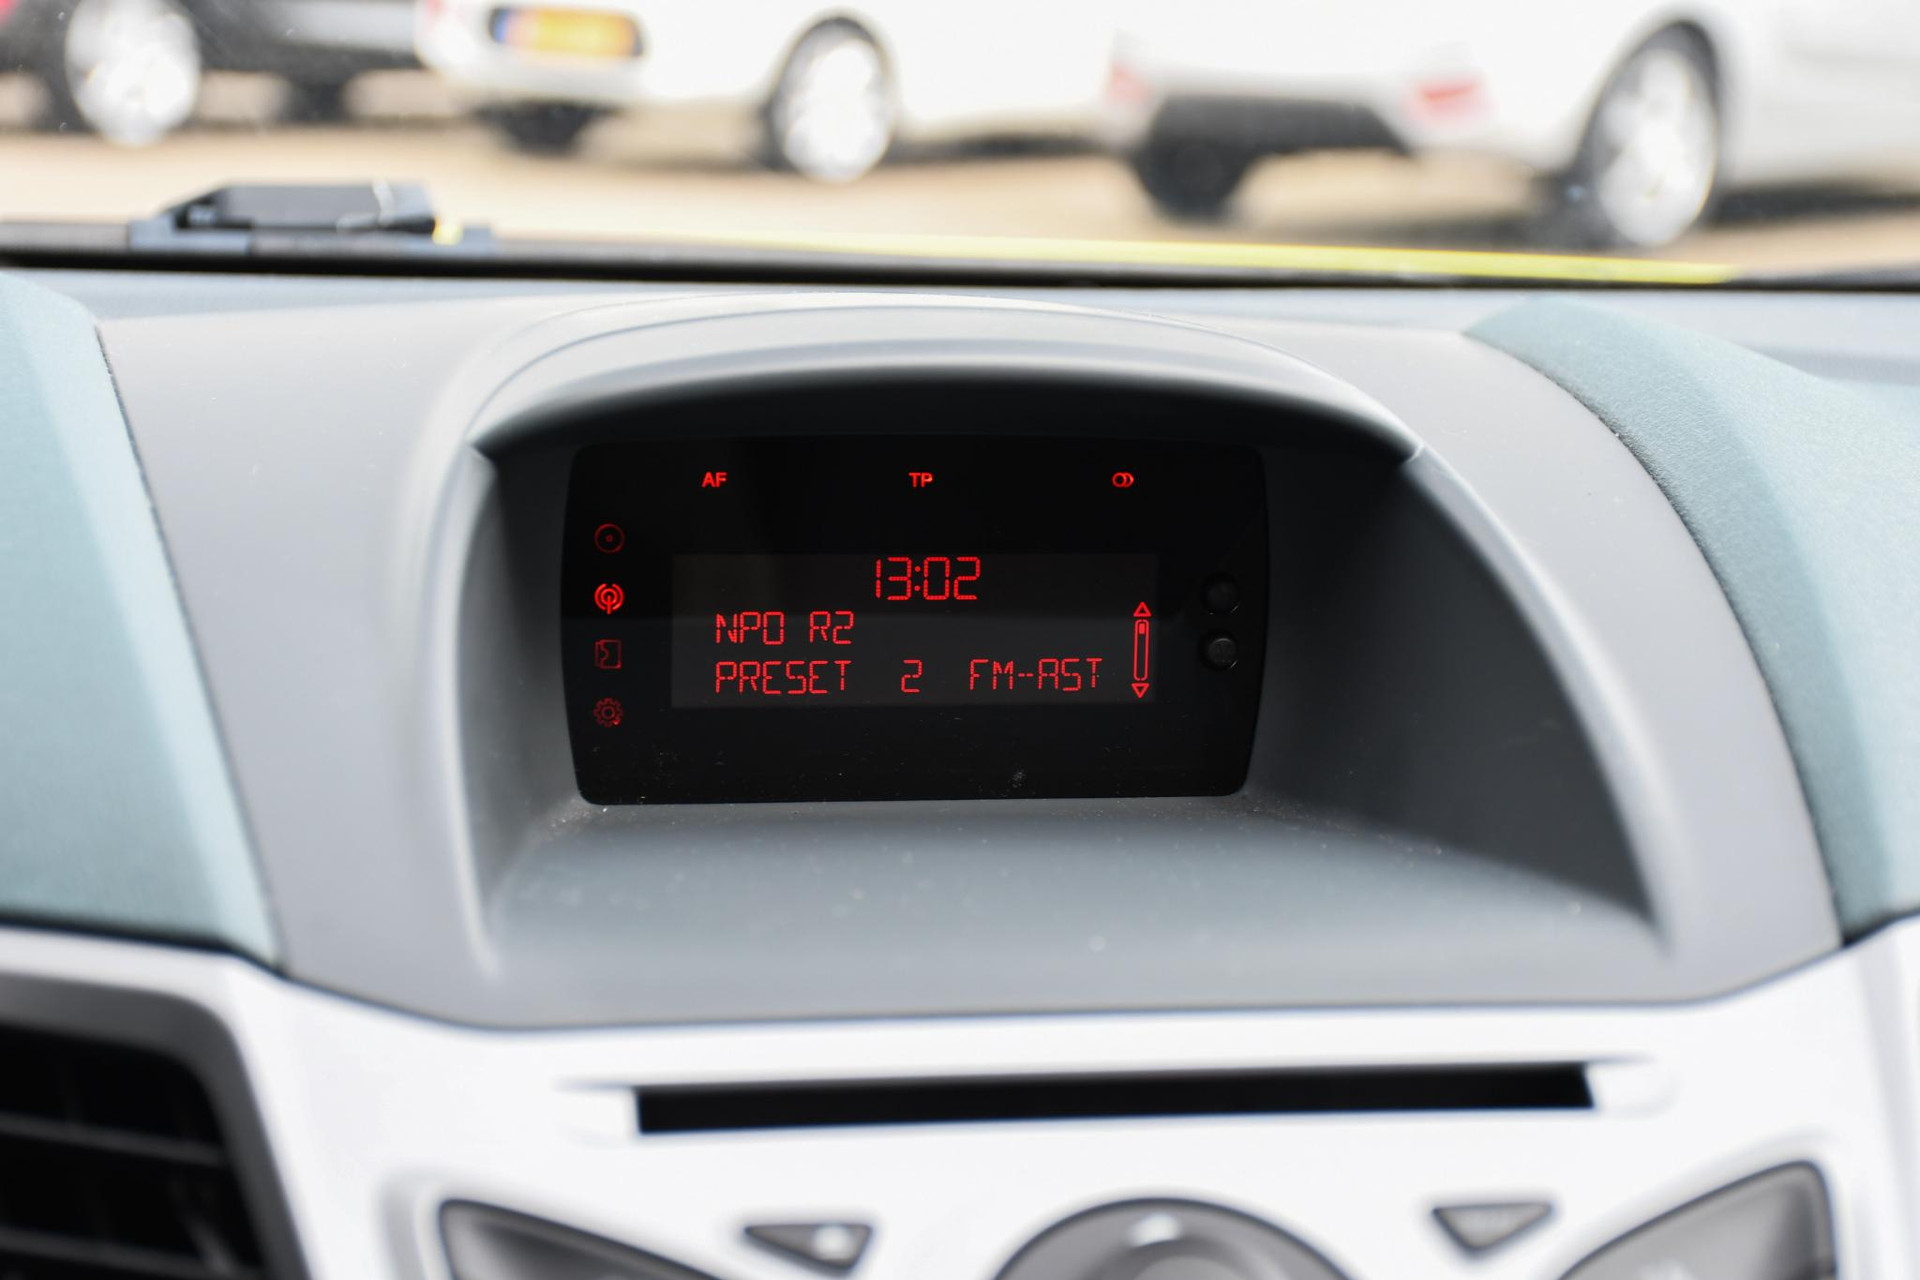 AF TP
13:02
NPO R2
PRESET 2 FM-AST